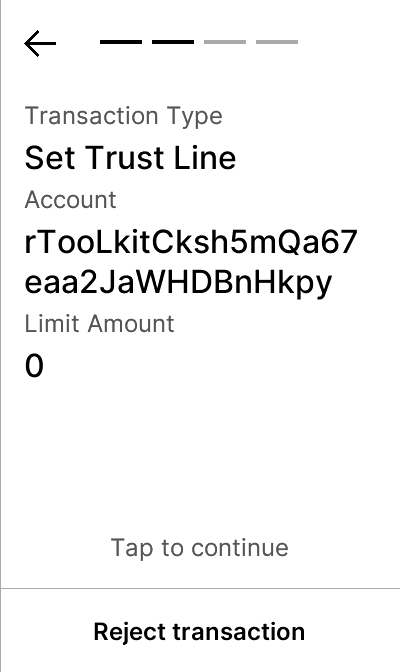 Transaction Type
Set Trust Line
Account
rTooLkitCksh5mQa67
eaa2JaWHDBnHkpy
Limit Amount
0
Tap to continue
Reject transaction